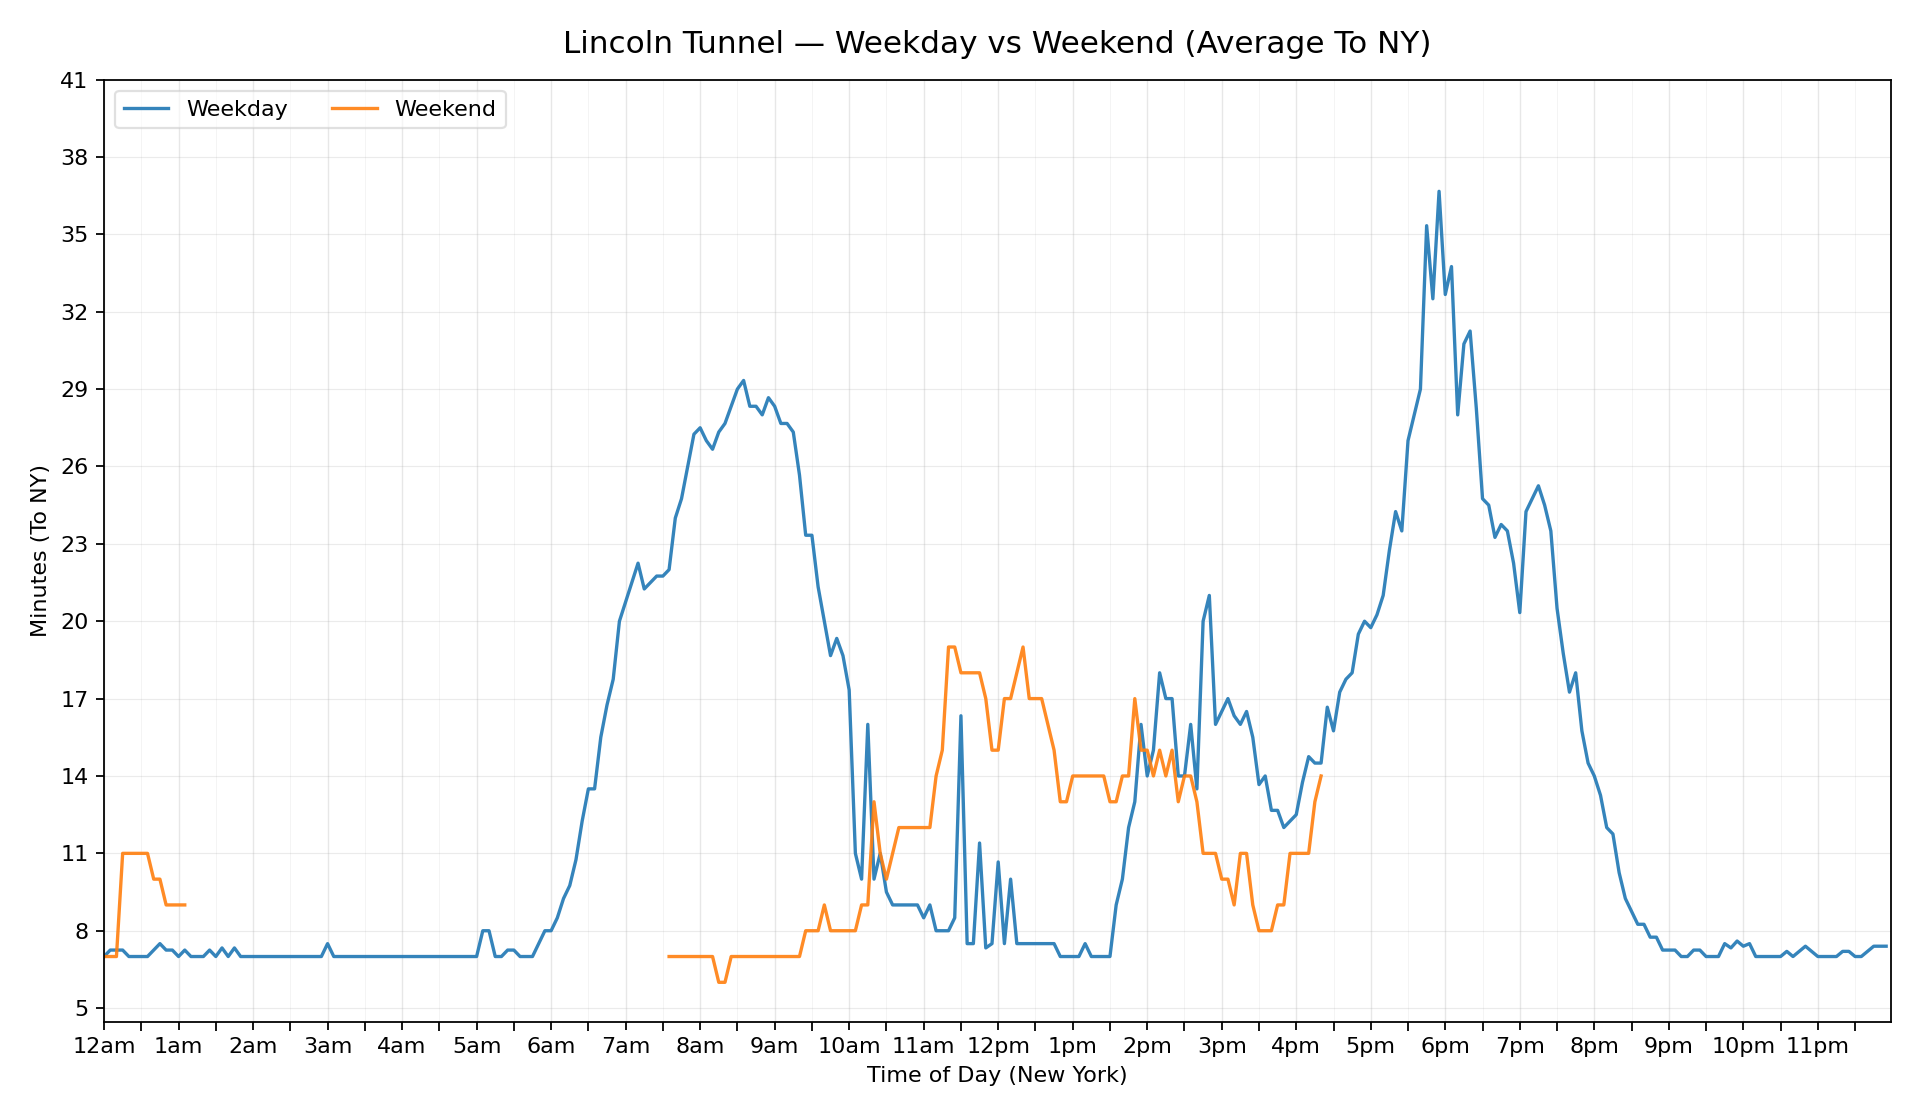 Lincoln Tunnel — Weekday vs Weekend (Average To NY)
Weekday Weekend
41
38
35
32
29
26
23
20
17
14
11
8
5
Minutes (To NY)
12am 1am 2am 3am 4am 5am 6am 7am 8am 9am 10am 11am 12pm 1pm 2pm 3pm 4pm 5pm 6pm 7pm 8pm 9pm 10pm 11pm
Time of Day (New York)